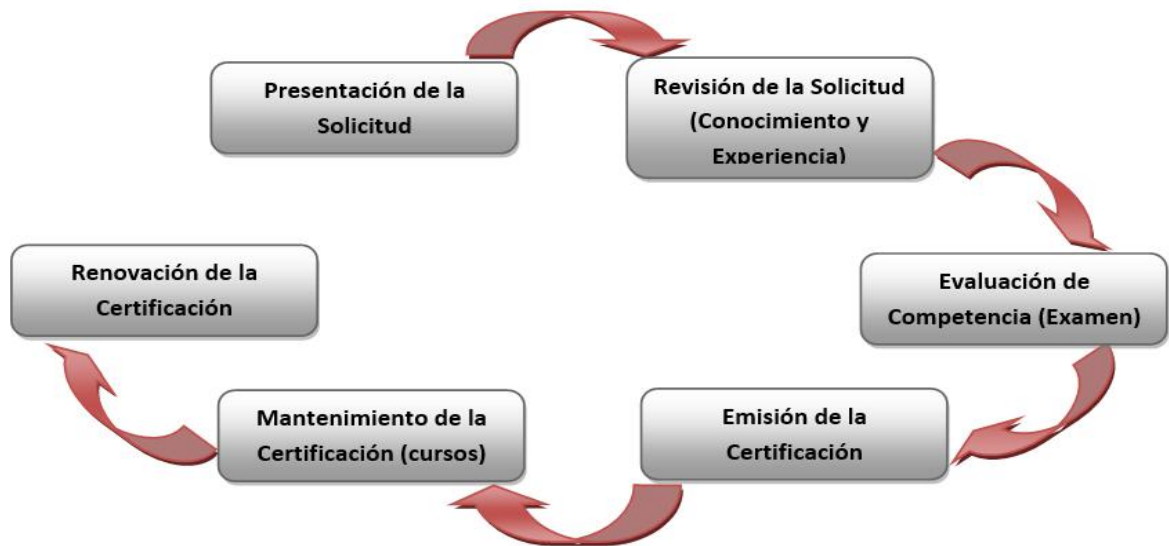 Presentación de la
Solicitud
Revisión de la Solicitud
(Conocimiento y
Experiencia)
Evaluación de
Competencia (Examen)
Emisión de la
Certificación
Mantenimiento de la
Certificación (cursos)
Renovación de la
Certificación